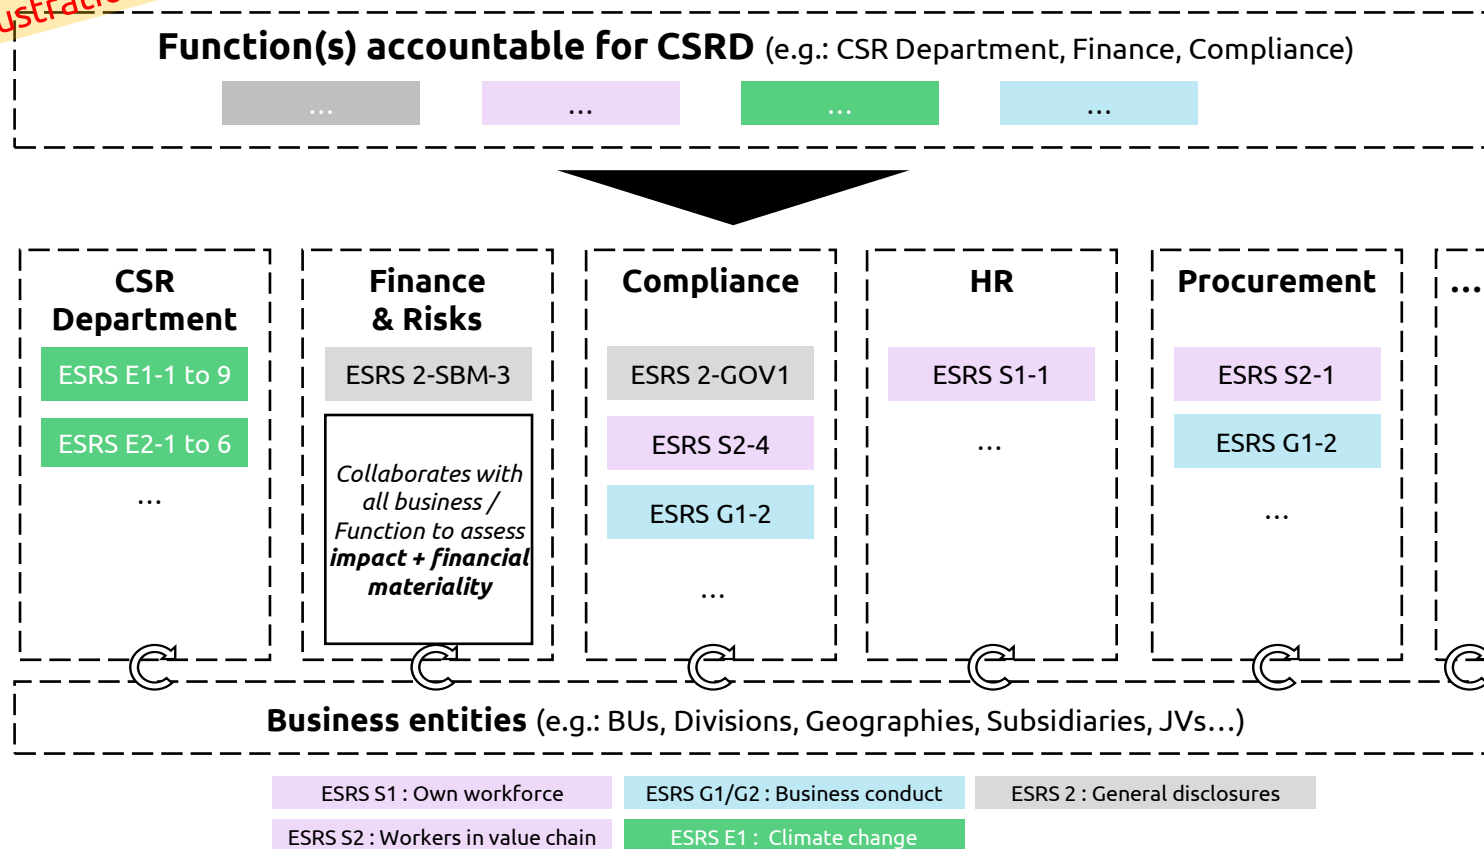 Function(s) accountable for CSRD (e.g.: CSR Department, Finance, Compliance)
... ... ... ...
CSR
Department
ESRS E1-1 to 9
ESRS E2-1 to 6
...
Finance
& Risks
ESRS 2-SBM-3
Collaborates with
all business /
Function to assess
impact + financial
materiality
Compliance
ESRS 2-GOV1
ESRS S2-4
ESRS G1-2
...
HR
ESRS S1-1
...
Procurement
ESRS S2-1
ESRS G1-2
...
...
Business entities (e.g.: BUs, Divisions, Geographies, Subsidiaries, JVs...)
ESRS S1 : Own workforce
ESRS G1/G2 : Business conduct
ESRS 2 : General disclosures
ESRS S2 : Workers in value chain
ESRS E1 : Climate change